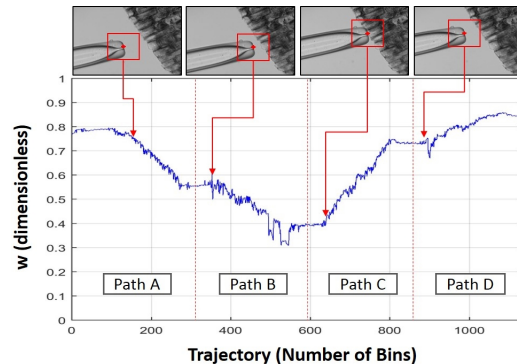 w (dimensionless)
1
0.9
0.8
0.7
0.6
0.5
0.4
0.3
0.2
0.1
0
Path A
Path B
Path C
Path D
0
200
400
600
800
1000
Trajectory (Number of Bins)